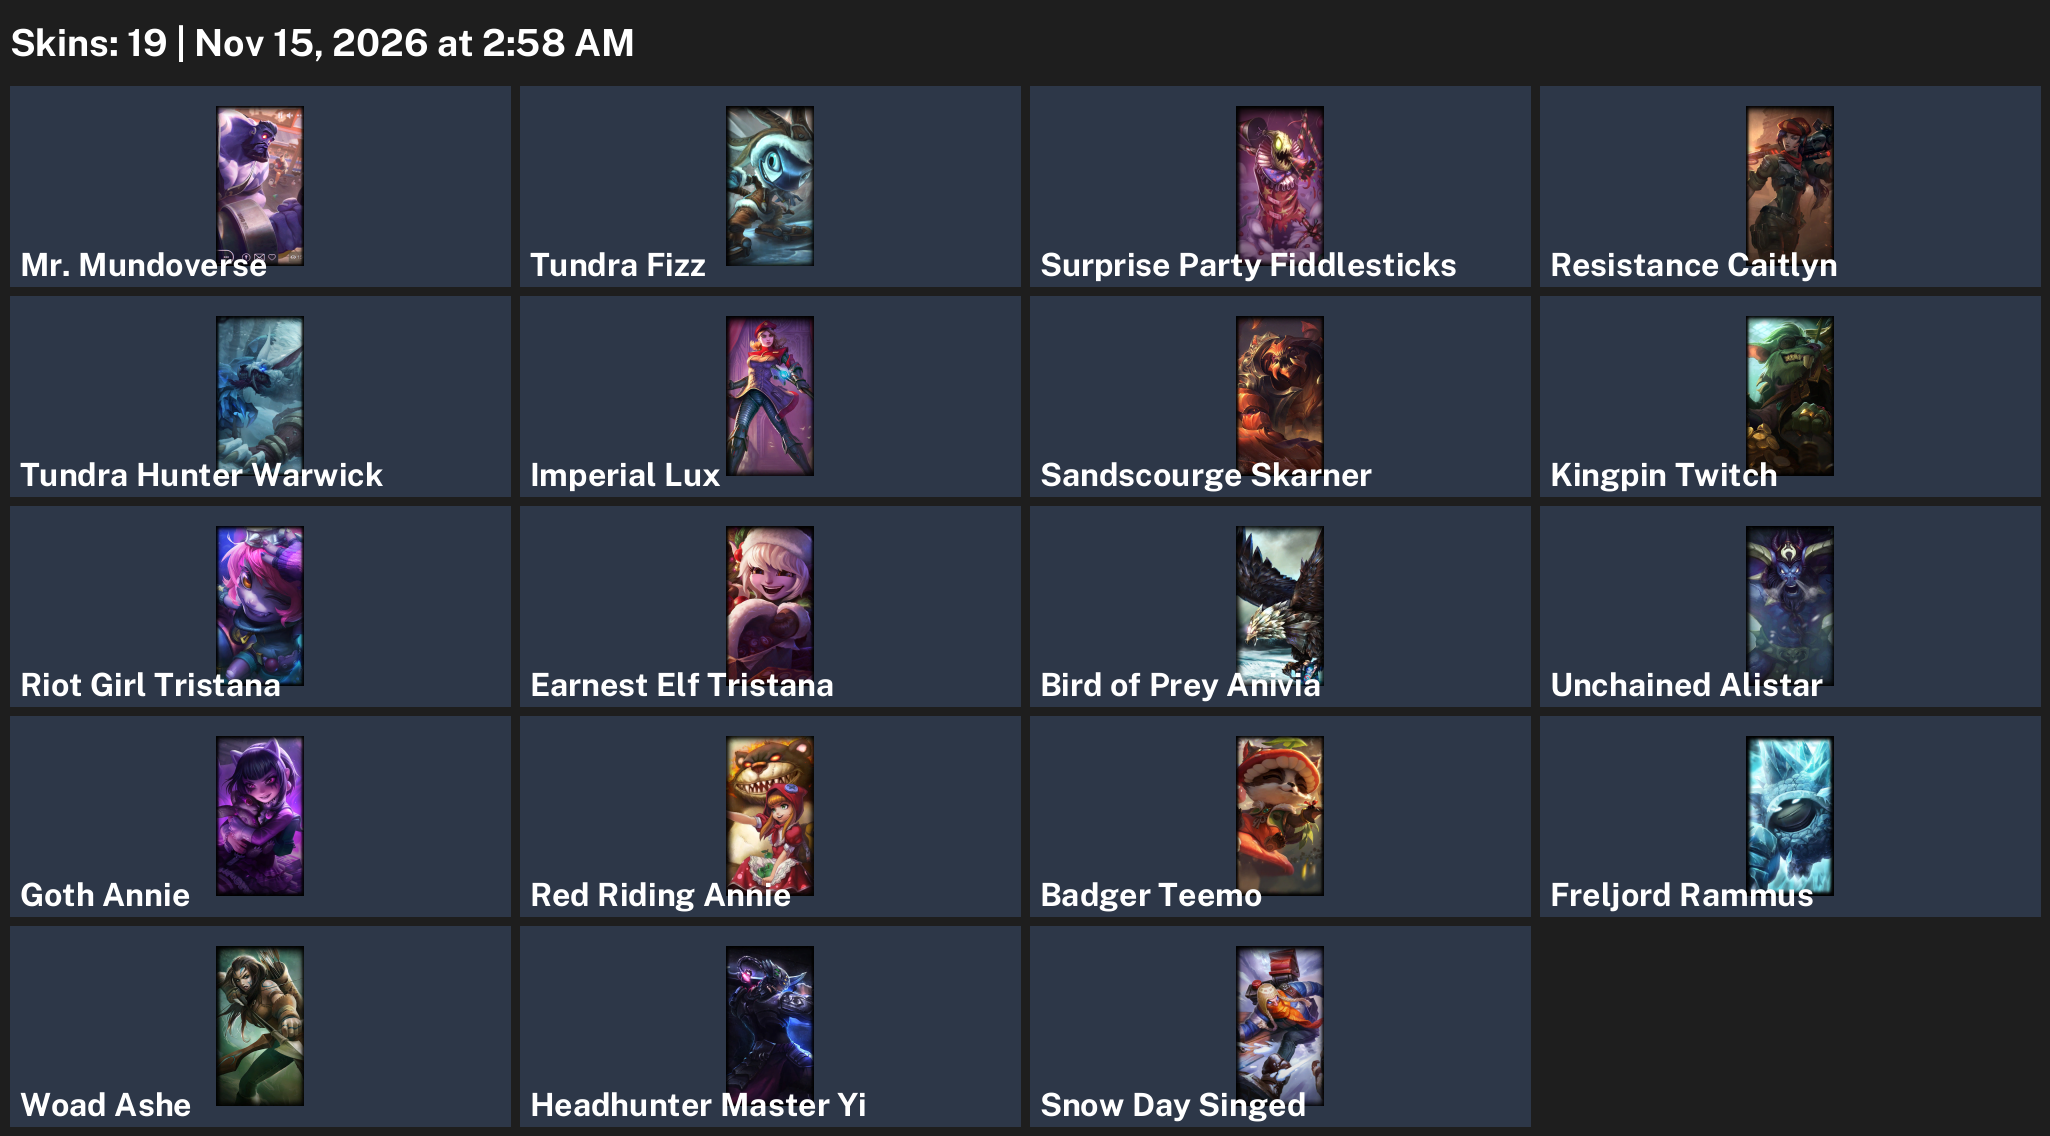 Skins: 19 | Nov 15, 2026 at 2:58 AM
Mr. Mundoverse
Tundra Fizz
Surprise Party Fiddlesticks
Resistance Caitlyn
Tundra Hunter Warwick
Imperial Lux
Sandscourge Skarner
Kingpin Twitch
Riot Girl Tristana
Earnest Elf Tristana
Bird of Prey Anivia
Unchained Alistar
Goth Annie
Red Riding Annie
Badger Teemo
Freljord Rammus
Woad Ashe
Headhunter Master Yi
Snow Day Singed